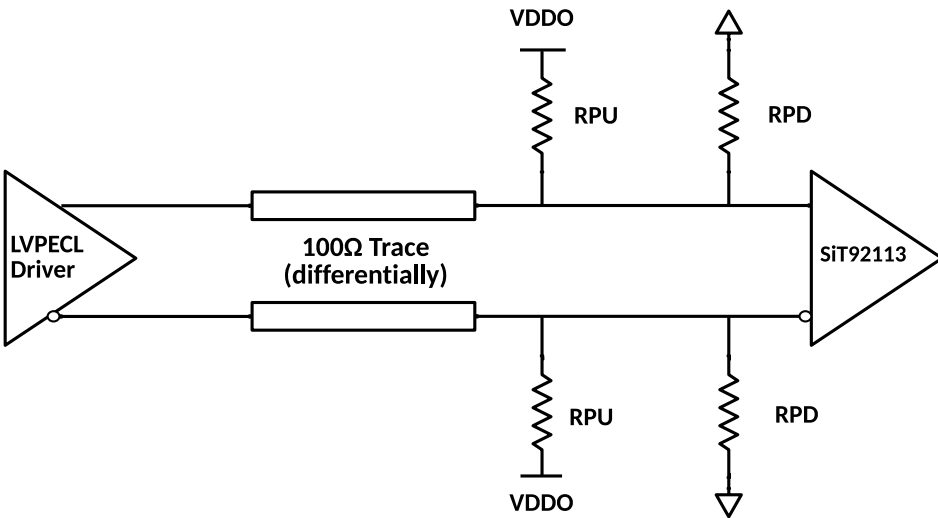 VDDO
RPU
RPD
LVPECL
Driver
100Ω Trace
(differentially)
SiT92113
RPU
RPD
VDDO